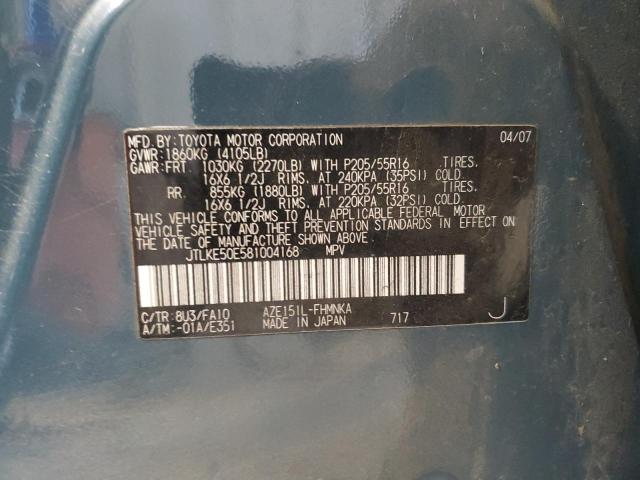 MFD. BY: TOYOTA MOTOR CORPORATION 04/07
GVWR: 1860KG (4105LB)
GAWR: FRT 1030KG (2270LB) WITH P205/55R16 TIRES,
16X6 1/2J RIMS, AT 240KPA (35PSI) COLD
RR 855KG (1880LB) WITH P205/55R16 TIRES,
16X6 1/2J RIMS, AT 220KPA (32PSI) COLD
THIS VEHICLE CONFORMS TO ALL APPLICABLE FEDERAL MOTOR
VEHICLE SAFETY AND THEFT PREVENTION STANDARDS IN EFFECT ON
THE DATE OF MANUFACTURE SHOWN ABOVE.
JTLKE50E581004168 MPV
C/TR: 8U3/FA10 AZE151L-FHMNKA
A/TM: -01A/E351 MADE IN JAPAN 717 J